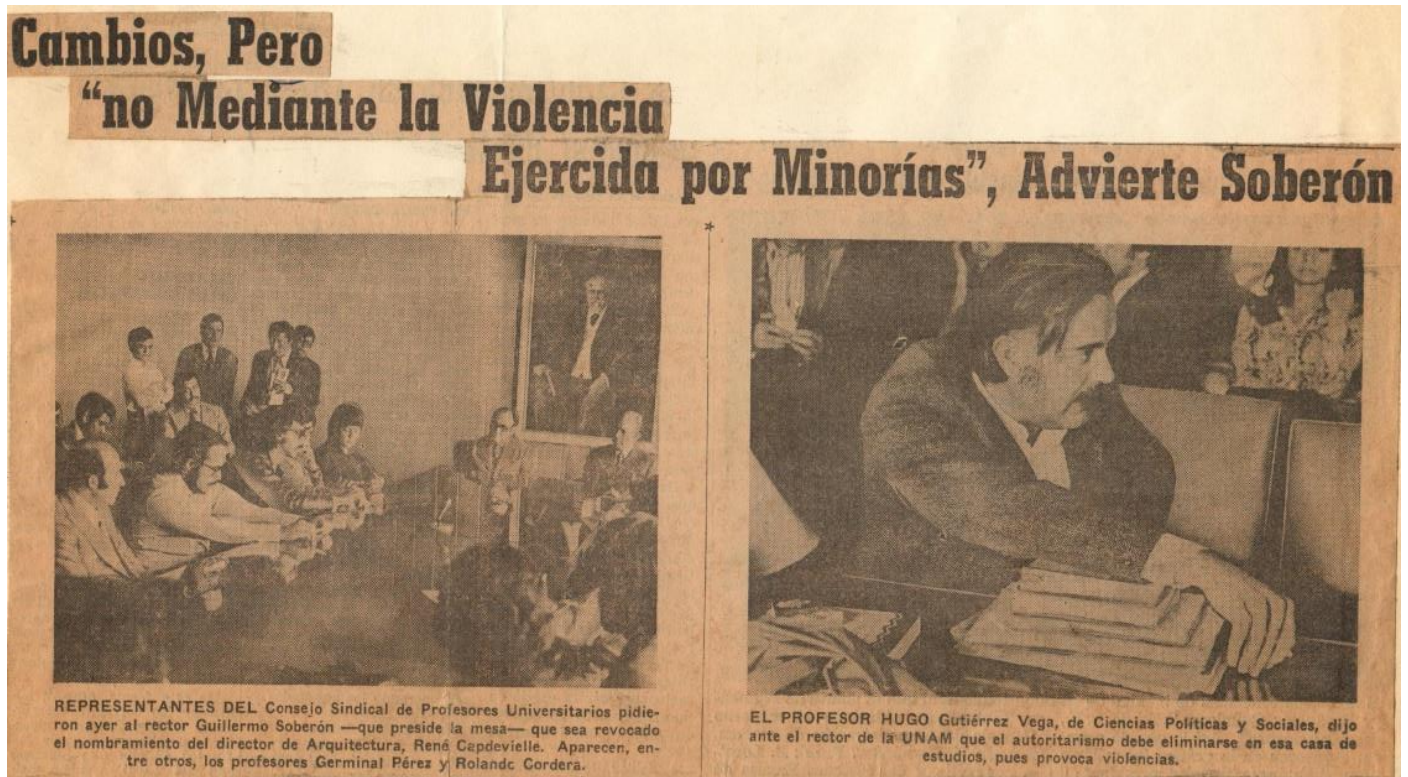 Cambios, Pero
“no Mediante la Violencia
Ejercida por Minorías”, Advierte Soberón
REPRESENTANTES DEL Consejo Sindical de Profesores Universitarios pidie-
ron ayer al rector Guillermo Soberón —que preside la mesa— que sea revocado
el nombramiento del director de Arquitectura, René Capdevielle. Aparecen, en-
tre otros, los profesores Germinal Pérez y Rolando Cordera.
EL PROFESOR HUGO Gutiérrez Vega, de Ciencias Políticas y Sociales, dijo
ante el rector de la UNAM que el autoritarismo debe eliminarse en esa casa de
estudios, pues provoca violencias.